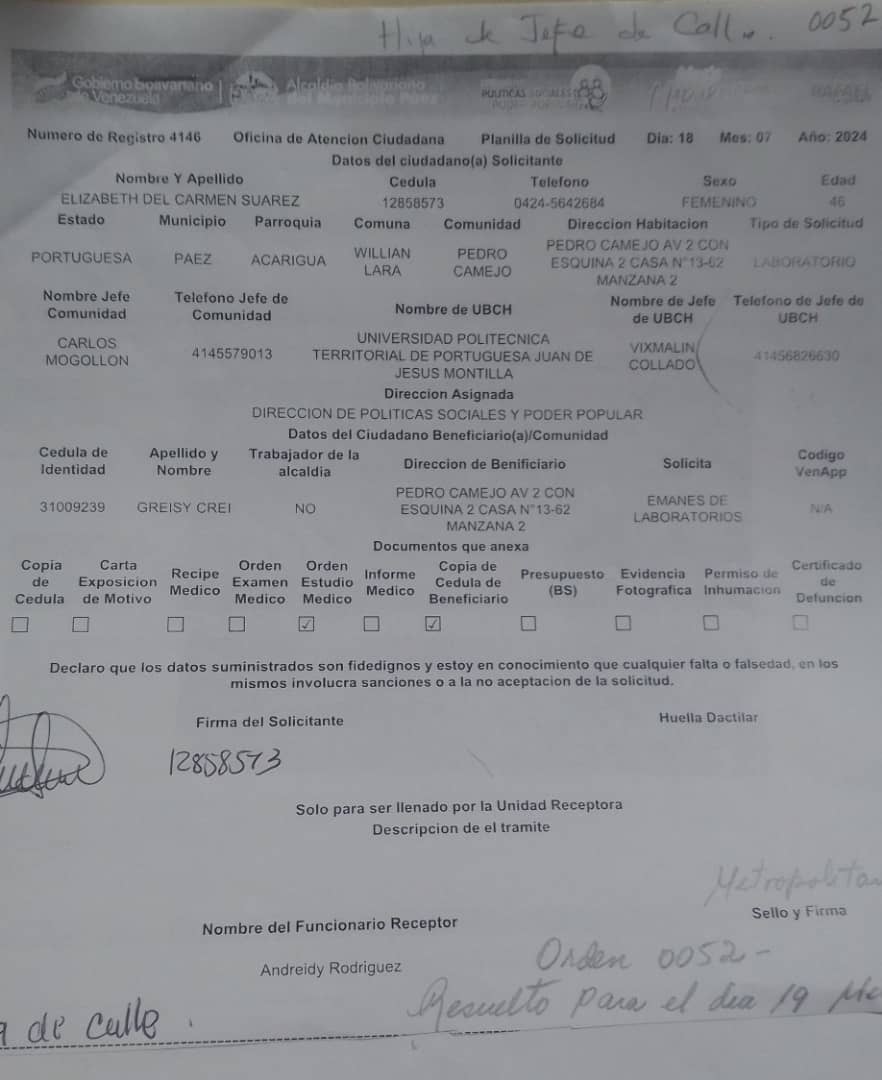 Hija de Jefe de Calle. 0052
Gobierno Bolivariano de Venezuela
Alcaldía Bolivariana del Municipio Páez
POLITICAS SOCIALES
PODER POPULAR
Numero de Registro 4146 Oficina de Atencion Ciudadana Planilla de Solicitud Dia: 18 Mes: 07 Año: 2024
Datos del ciudadano(a) Solicitante
Nombre Y Apellido Cedula Telefono Sexo Edad
ELIZABETH DEL CARMEN SUAREZ 12858573 0424-5642684 FEMENINO 46
Estado Municipio Parroquia Comuna Comunidad Direccion Habitacion Tipo de Solicitud
PORTUGUESA PAEZ ACARIGUA WILLIAN LARA PEDRO CAMEJO PEDRO CAMEJO AV 2 CON ESQUINA 2 CASA N°13-62 MANZANA 2 LABORATORIO
Nombre Jefe Comunidad Telefono Jefe de Comunidad Nombre de UBCH Nombre de Jefe de UBCH Telefono de Jefe de UBCH
CARLOS MOGOLLON 4145579013 UNIVERSIDAD POLITECNICA TERRITORIAL DE PORTUGUESA JUAN DE JESUS MONTILLA VIXMALIN COLLADO 41456826630
Direccion Asignada
DIRECCION DE POLITICAS SOCIALES Y PODER POPULAR
Datos del Ciudadano Beneficiario(a)/Comunidad
Cedula de Identidad Apellido y Nombre Trabajador de la alcaldia Direccion de Benificiario Solicita Codigo VenApp
31009239 GREISY CREI NO PEDRO CAMEJO AV 2 CON ESQUINA 2 CASA N°13-62 MANZANA 2 EMANES DE LABORATORIOS N/A
Documentos que anexa
Copia de Cedula Carta Exposicion de Motivo Recipe Medico Orden Examen Medico Orden Estudio Medico Informe Medico Copia de Cedula de Beneficiario Presupuesto (BS) Evidencia Fotografica Permiso de Inhumacion Certificado de Defuncion
Declaro que los datos suministrados son fidedignos y estoy en conocimiento que cualquier falta o falsedad, en los
mismos involucra sanciones o a la no aceptacion de la solicitud.
Firma del Solicitante Huella Dactilar
12858573
Solo para ser llenado por la Unidad Receptora
Descripcion de el tramite
Metropolitan
Nombre del Funcionario Receptor Sello y Firma
Andreidy Rodriguez
Orden 0052-
Resuelto para el dia 19
de calle